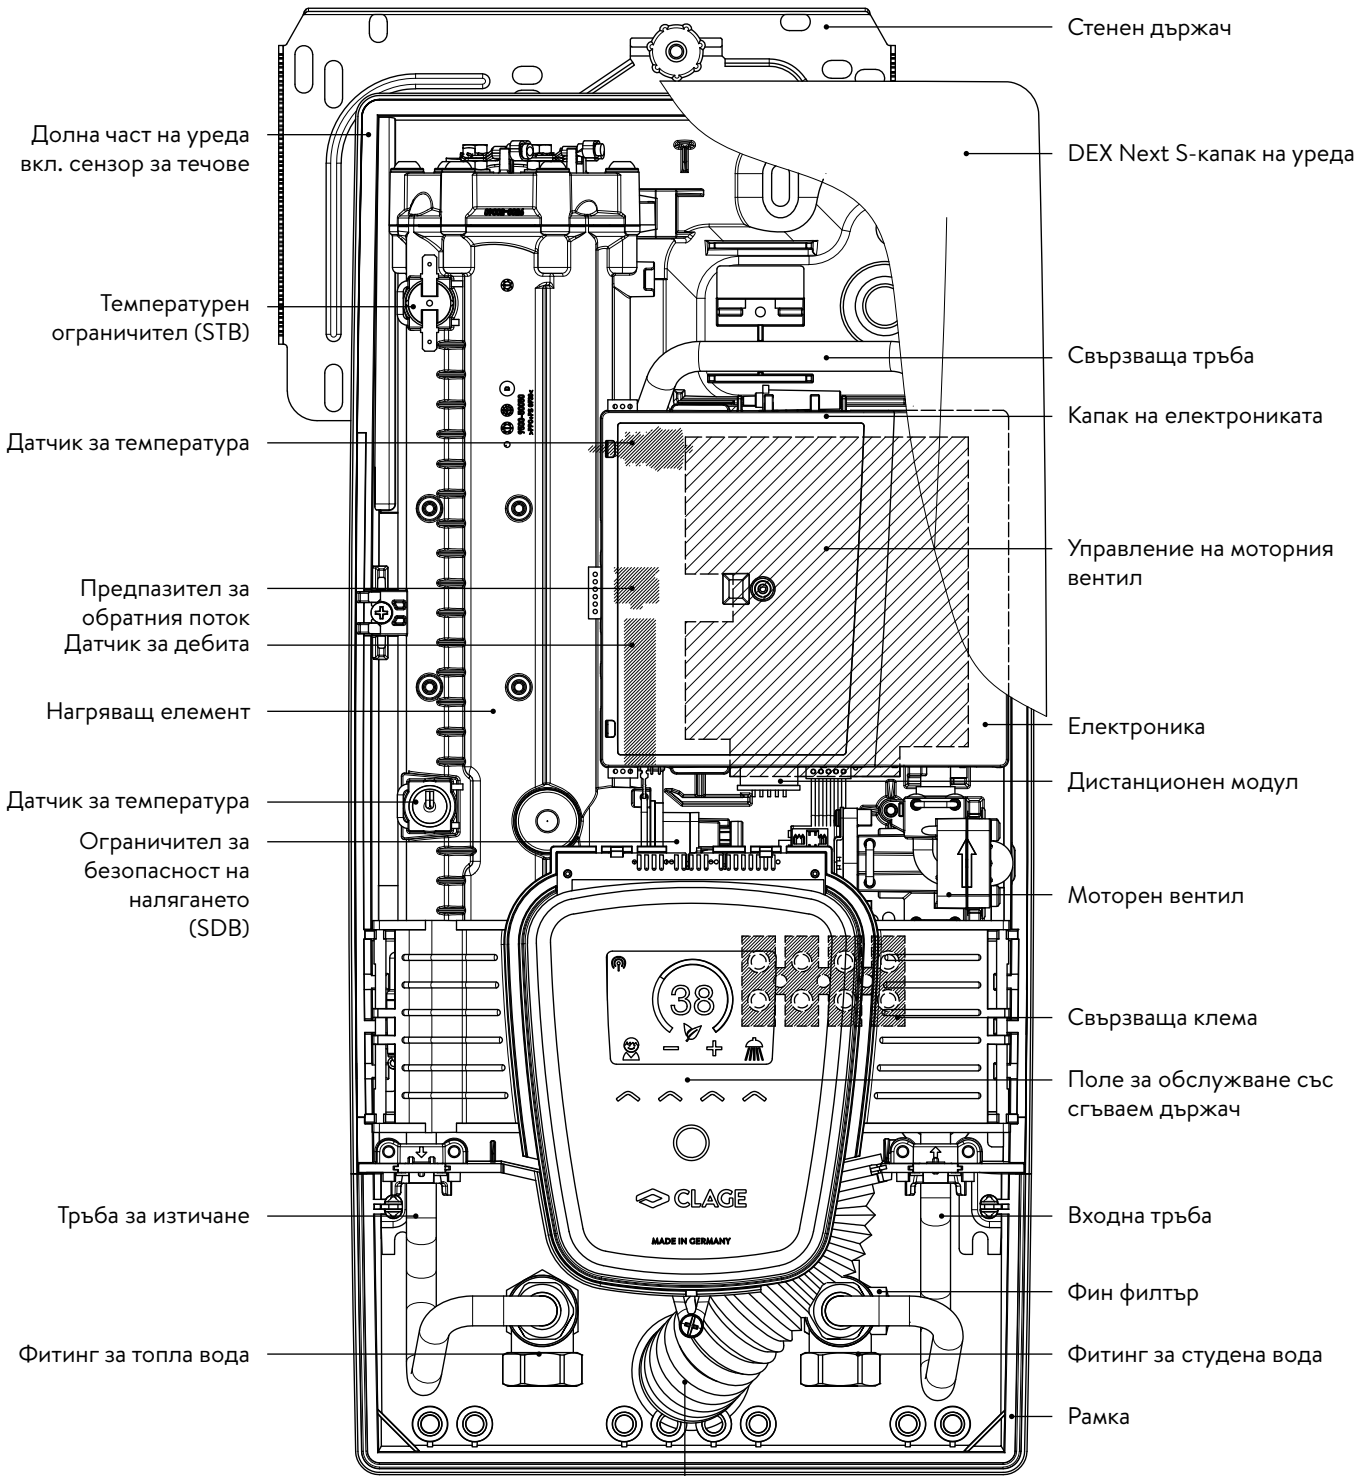 Стенен държач
Долна част на уреда
вкл. сензор за течове
DEX Next S-капак на уреда
Температурен
ограничител (STB)
Свързваща тръба
Капак на електрониката
Датчик за температура
Управление на моторния
вентил
Предпазител за
обратния поток
Датчик за дебита
Нагряващ елемент
Електроника
Дистанционен модул
Датчик за температура
Ограничител за
безопасност на
налягането
(SDB)
Моторен вентил
38
Свързваща клема
Поле за обслужване със
сгъваем държач
CLAGE
MADE IN GERMANY
Тръба за изтичане
Входна тръба
Фин филтър
Фитинг за топла вода
Фитинг за студена вода
Рамка